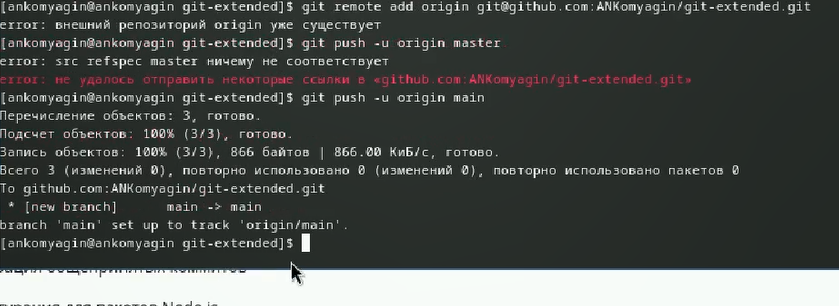 [ankomyagin@ankomyagin git-extended]$ git remote add origin git@github.com:ANKomyagin/git-extended.git
error: внешний репозиторий origin уже существует
[ankomyagin@ankomyagin git-extended]$ git push -u origin master
error: src refspec master ничему не соответствует
error: не удалось отправить некоторые ссылки в «github.com:ANKomyagin/git-extended.git»
[ankomyagin@ankomyagin git-extended]$ git push -u origin main
Перечисление объектов: 3, готово.
Подсчет объектов: 100% (3/3), готово.
Запись объектов: 100% (3/3), 866 байтов | 866.00 КиБ/с, готово.
Всего 3 (изменений 0), повторно использовано 0 (изменений 0), повторно использовано пакетов 0
To github.com:ANKomyagin/git-extended.git
 * [new branch]      main -> main
branch 'main' set up to track 'origin/main'.
[ankomyagin@ankomyagin git-extended]$